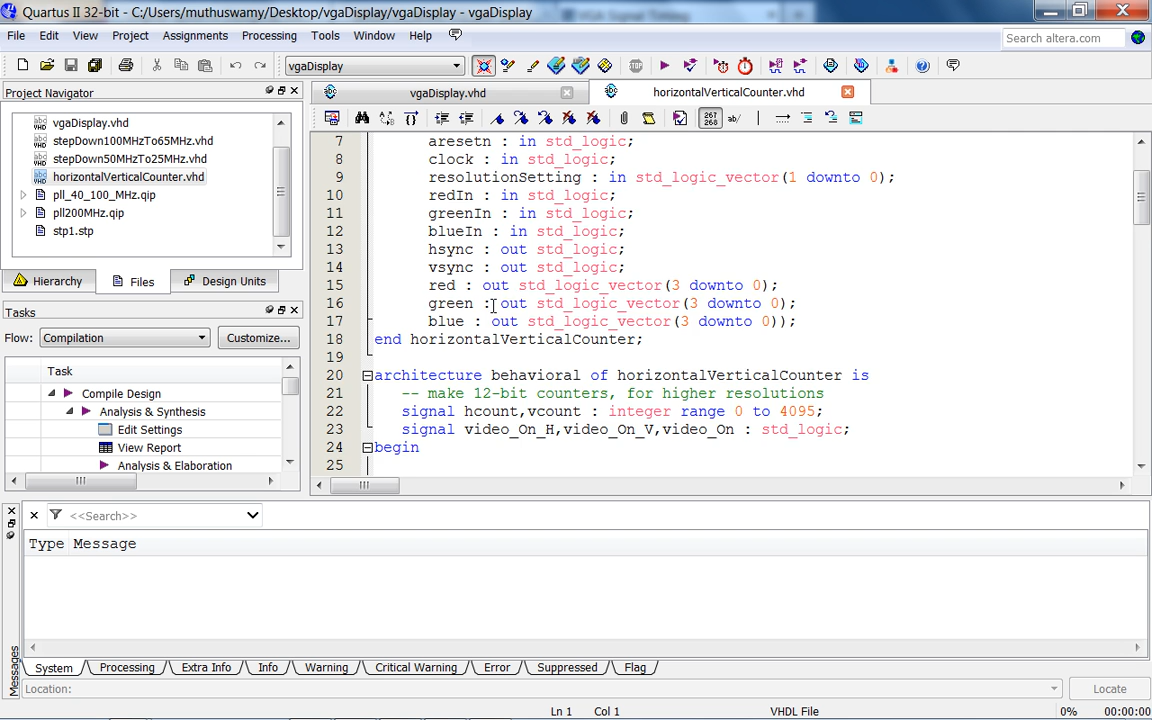 Quartus II 32-bit - C:/Users/muthuswamy/Desktop/vgaDisplay/vgaDisplay - vgaDisplay
VGA Signal Timing
File Edit View Project Assignments Processing Tools Window Help
Search altera.com
vgaDisplay
Project Navigator
vgaDisplay.vhd
horizontalVerticalCounter.vhd
vgaDisplay.vhd
stepDown100MHzTo65MHz.vhd
stepDown50MHzTo25MHz.vhd
horizontalVerticalCounter.vhd
pll_40_100_MHz.qip
pll200MHz.qip
stp1.stp
Hierarchy Files Design Units
Tasks
Flow: Compilation Customize...
Task
Compile Design
Analysis & Synthesis
Edit Settings
View Report
Analysis & Elaboration
267
268
ab/
7 aresetn : in std_logic;
8 clock : in std_logic;
9 resolutionSetting : in std_logic_vector(1 downto 0);
10 redIn : in std_logic;
11 greenIn : in std_logic;
12 blueIn : in std_logic;
13 hsync : out std_logic;
14 vsync : out std_logic;
15 red : out std_logic_vector(3 downto 0);
16 green : out std_logic_vector(3 downto 0);
17 blue : out std_logic_vector(3 downto 0));
18 end horizontalVerticalCounter;
19
20 architecture behavioral of horizontalVerticalCounter is
21 -- make 12-bit counters, for higher resolutions
22 signal hcount,vcount : integer range 0 to 4095;
23 signal video_On_H,video_On_V,video_On : std_logic;
24 begin
25
<<Search>>
Type Message
Messages
System Processing Extra Info Info Warning Critical Warning Error Suppressed Flag
Location: Locate
Ln 1 Col 1 VHDL File 0% 00:00:00